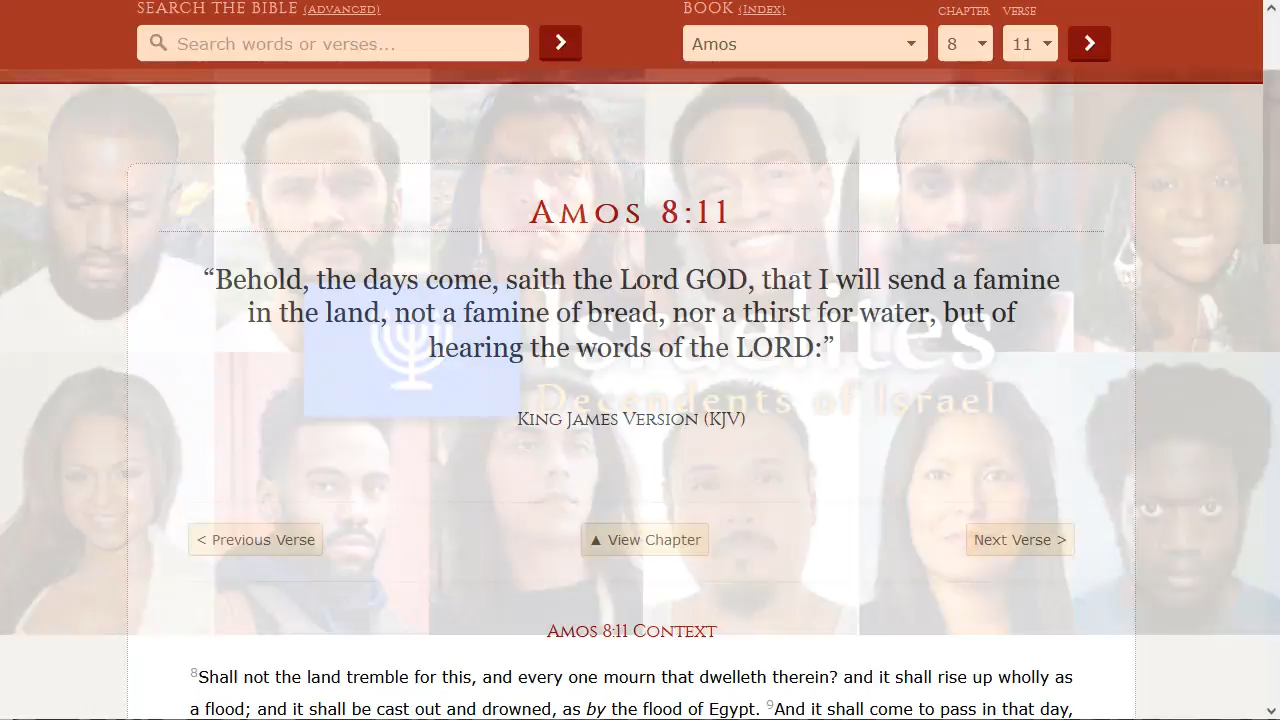 SEARCH THE BIBLE (ADVANCED)
BOOK (INDEX)
CHAPTER
VERSE
Search words or verses...
Amos
8
11
AMOS 8:11
“Behold, the days come, saith the Lord GOD, that I will send a famine
in the land, not a famine of bread, nor a thirst for water, but of
hearing the words of the LORD:”
Israelites
Decendents of Israel
KING JAMES VERSION (KJV)
< Previous Verse
▲ View Chapter
Next Verse >
AMOS 8:11 CONTEXT
8Shall not the land tremble for this, and every one mourn that dwelleth therein? and it shall rise up wholly as
a flood; and it shall be cast out and drowned, as by the flood of Egypt. 9And it shall come to pass in that day,